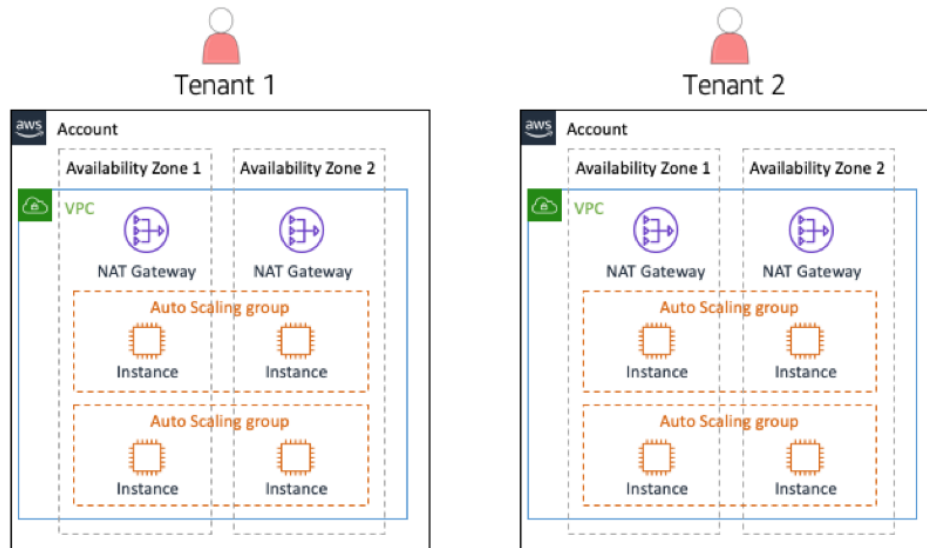 Tenant 1
Tenant 2
aws
Account
Availability Zone 1
Availability Zone 2
VPC
NAT Gateway
NAT Gateway
Auto Scaling group
Instance
Instance
Auto Scaling group
Instance
Instance
aws
Account
Availability Zone 1
Availability Zone 2
VPC
NAT Gateway
NAT Gateway
Auto Scaling group
Instance
Instance
Auto Scaling group
Instance
Instance